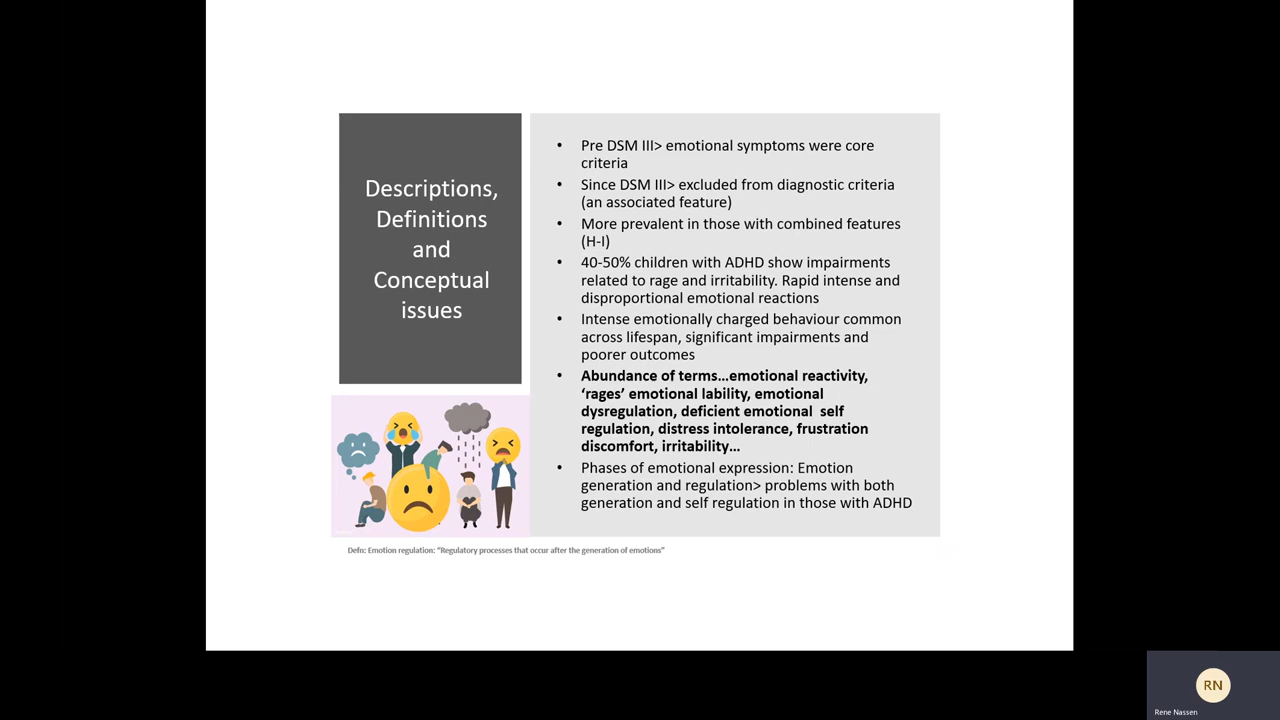 Descriptions,
Definitions
and
Conceptual
issues
• Pre DSM III> emotional symptoms were core
criteria
• Since DSM III> excluded from diagnostic criteria
(an associated feature)
• More prevalent in those with combined features
(H-I)
• 40-50% children with ADHD show impairments
related to rage and irritability. Rapid intense and
disproportional emotional reactions
• Intense emotionally charged behaviour common
across lifespan, significant impairments and
poorer outcomes
• Abundance of terms…emotional reactivity,
‘rages’ emotional lability, emotional
dysregulation, deficient emotional self
regulation, distress intolerance, frustration
discomfort, irritability…
• Phases of emotional expression: Emotion
generation and regulation> problems with both
generation and self regulation in those with ADHD
Defn: Emotion regulation: “Regulatory processes that occur after the generation of emotions”
RN
Rene Nassen